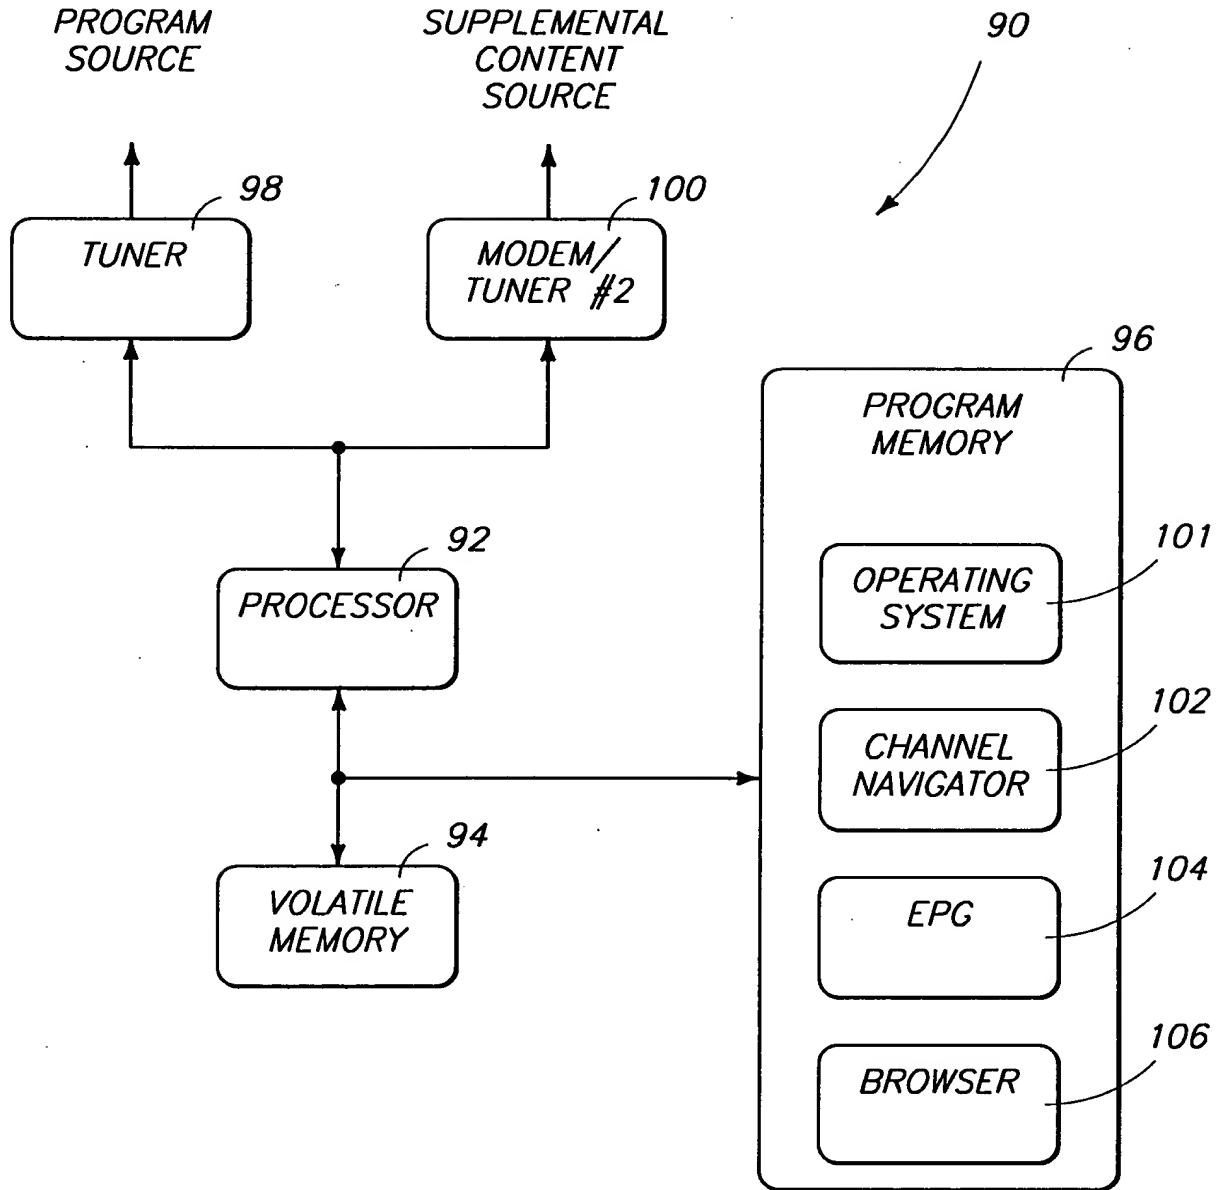 PROGRAM
SOURCE
SUPPLEMENTAL
CONTENT
SOURCE
90
98
TUNER
100
MODEM/
TUNER #2
96
PROGRAM
MEMORY
92
PROCESSOR
101
OPERATING
SYSTEM
102
CHANNEL
NAVIGATOR
94
VOLATILE
MEMORY
104
EPG
106
BROWSER